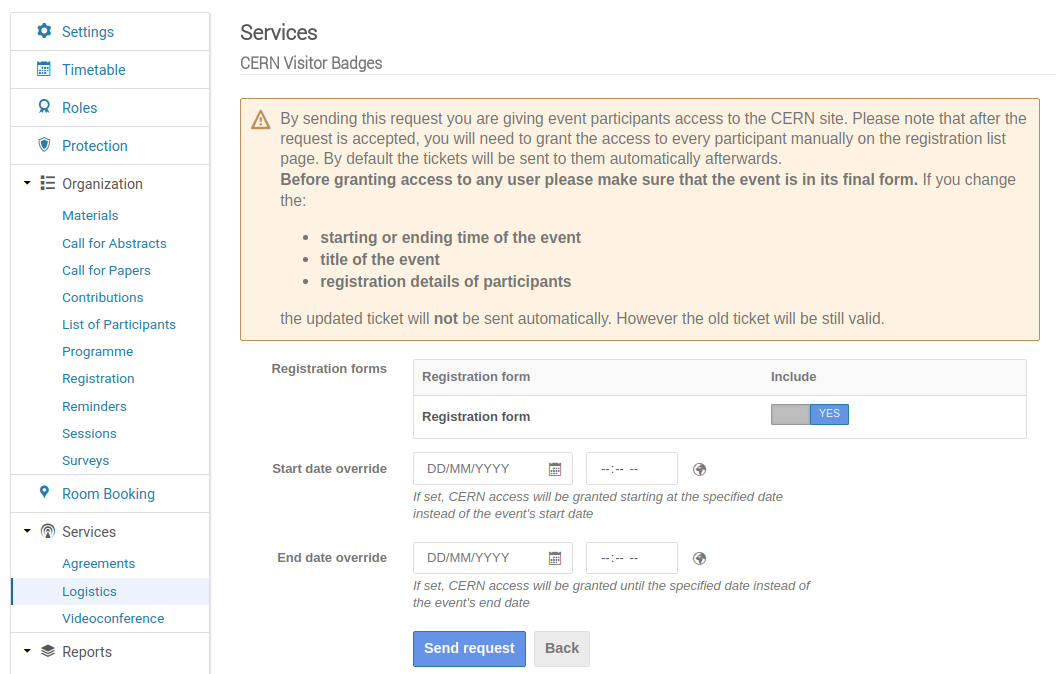 Settings
Timetable
Roles
Protection
Organization
Materials
Call for Abstracts
Call for Papers
Contributions
List of Participants
Programme
Registration
Reminders
Sessions
Surveys
Room Booking
Services
Agreements
Logistics
Videoconference
Reports
Services
CERN Visitor Badges
By sending this request you are giving event participants access to the CERN site. Please note that after the
request is accepted, you will need to grant the access to every participant manually on the registration list
page. By default the tickets will be sent to them automatically afterwards.
Before granting access to any user please make sure that the event is in its final form. If you change
the:
• starting or ending time of the event
• title of the event
• registration details of participants
the updated ticket will not be sent automatically. However the old ticket will be still valid.
Registration forms
Registration form Include
Registration form YES
Start date override DD/MM/YYYY --:-- --
If set, CERN access will be granted starting at the specified date
instead of the event's start date
End date override DD/MM/YYYY --:-- --
If set, CERN access will be granted until the specified date instead of
the event's end date
Send request Back